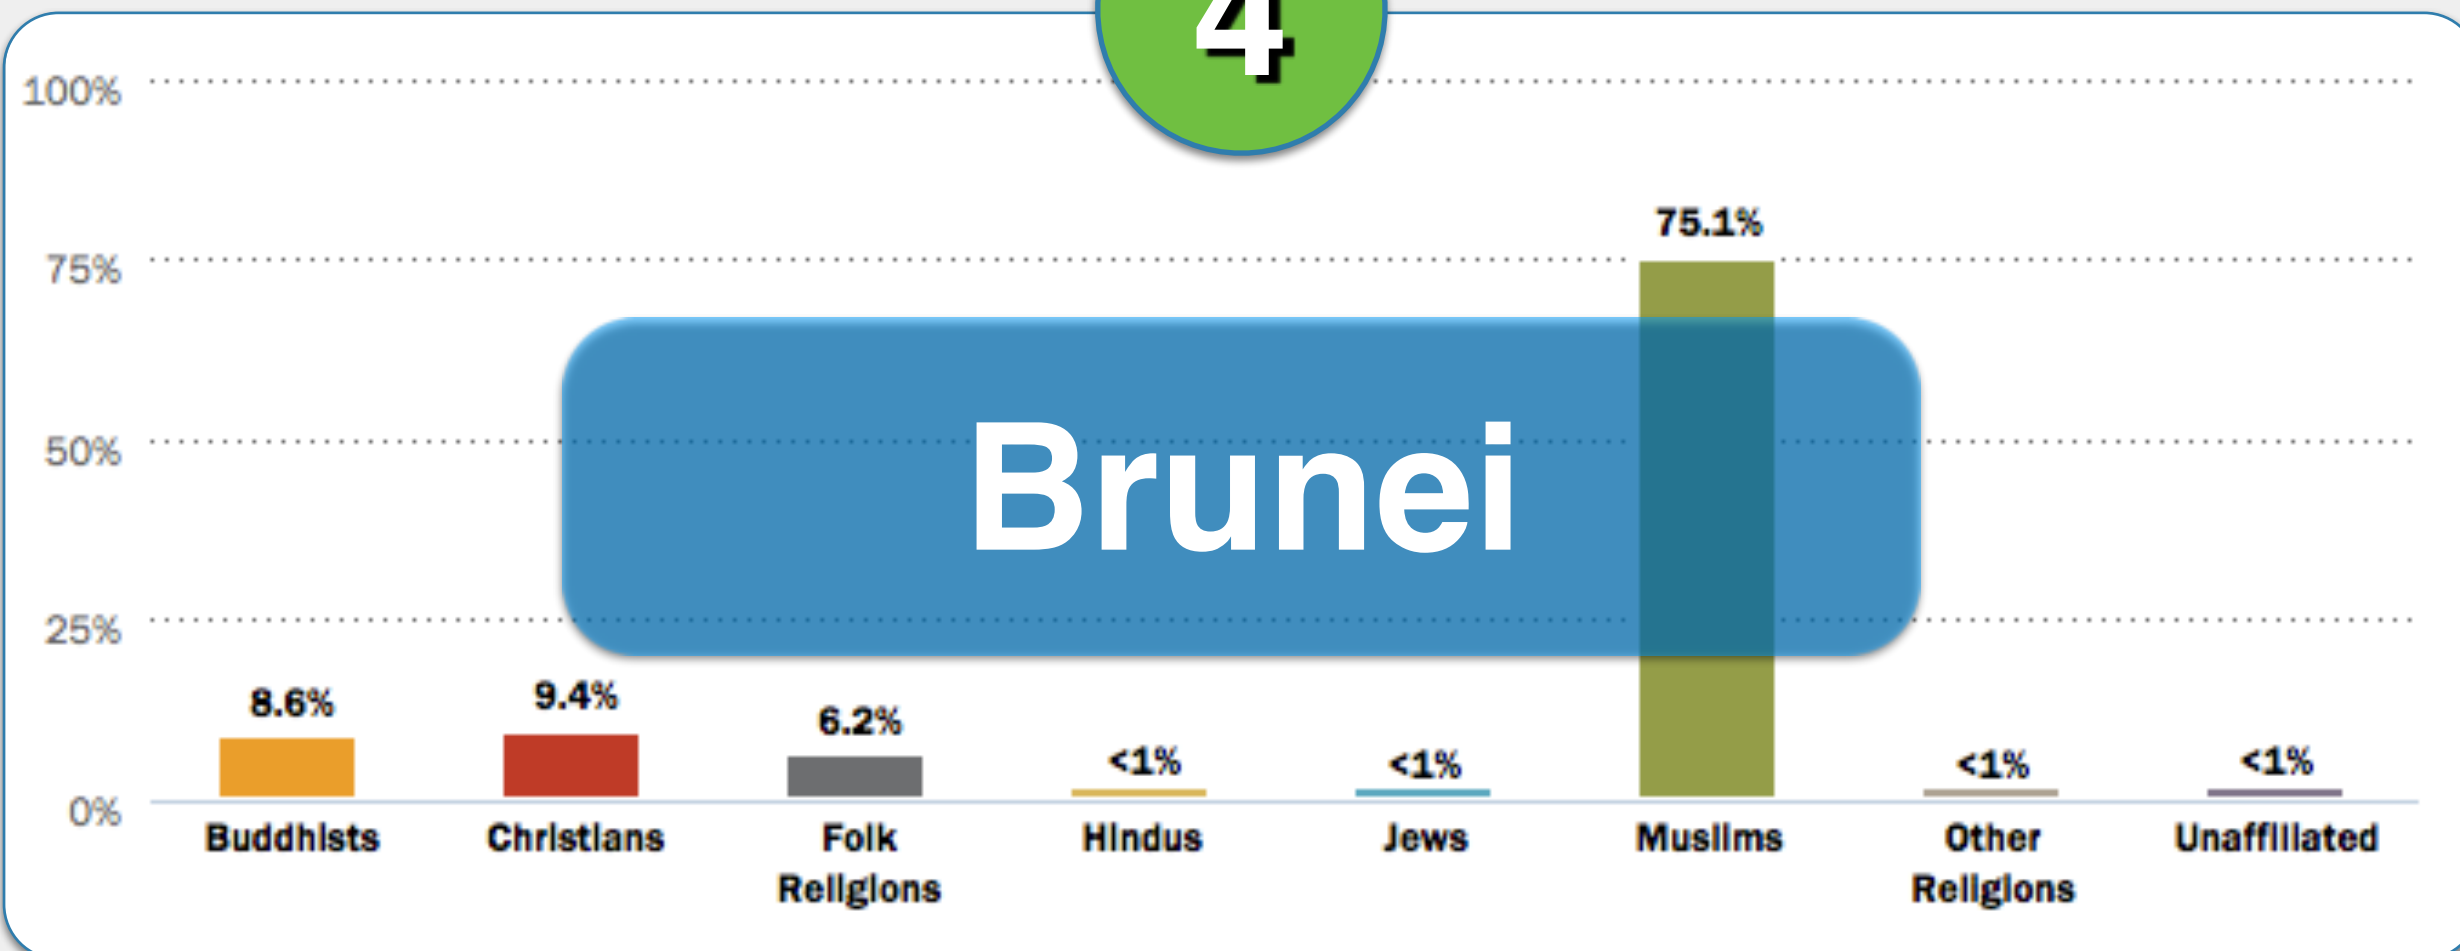 4
100%
75%
50%
25%
0%
Brunei
8.6%
9.4%
6.2%
<1%
<1%
75.1%
<1%
<1%
Buddhists
Christians
Folk
Religions
Hindus
Jews
Muslims
Other
Religions
Unaffiliated